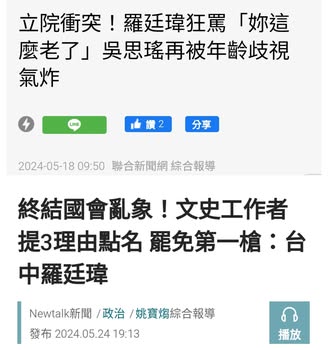 立院衝突！羅廷瑋狂罵「妳這
麼老了」吳思瑤再被年齡歧視
氣炸
LINE
讚 2
分享
2024-05-18 09:50 聯合新聞網 綜合報導
終結國會亂象！文史工作者
提3理由點名 罷免第一槍：台
中羅廷瑋
Newtalk新聞 / 政治 / 姚寶煼綜合報導
發布 2024.05.24 19:13
播放